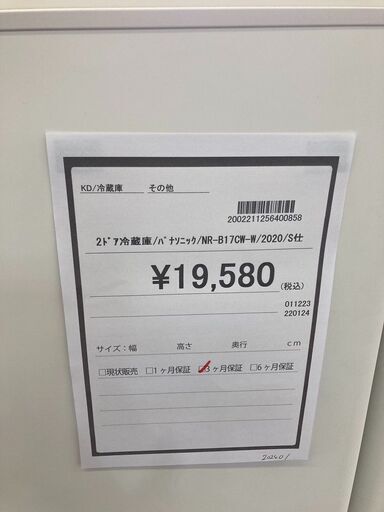 KD/冷蔵庫 その他
2002211256400858
2ﾄﾞｱ冷蔵庫/ﾊﾟﾅｿﾆｯｸ/NR-B17CW-W/2020/S仕
¥19,580(税込)
011223
220124
サイズ:幅 高さ 奥行 cm
□現状販売 □1ヶ月保証 □3ヶ月保証 □6ヶ月保証